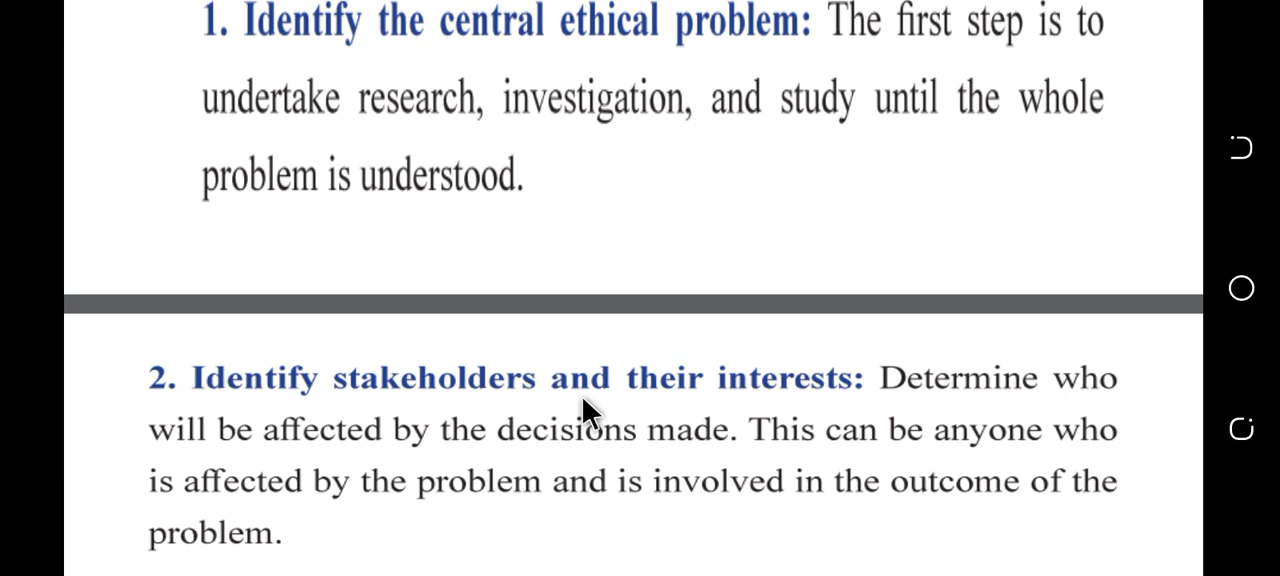 1. Identify the central ethical problem: The first step is to
undertake research, investigation, and study until the whole
problem is understood.
2. Identify stakeholders and their interests: Determine who
will be affected by the decisions made. This can be anyone who
is affected by the problem and is involved in the outcome of the
problem.